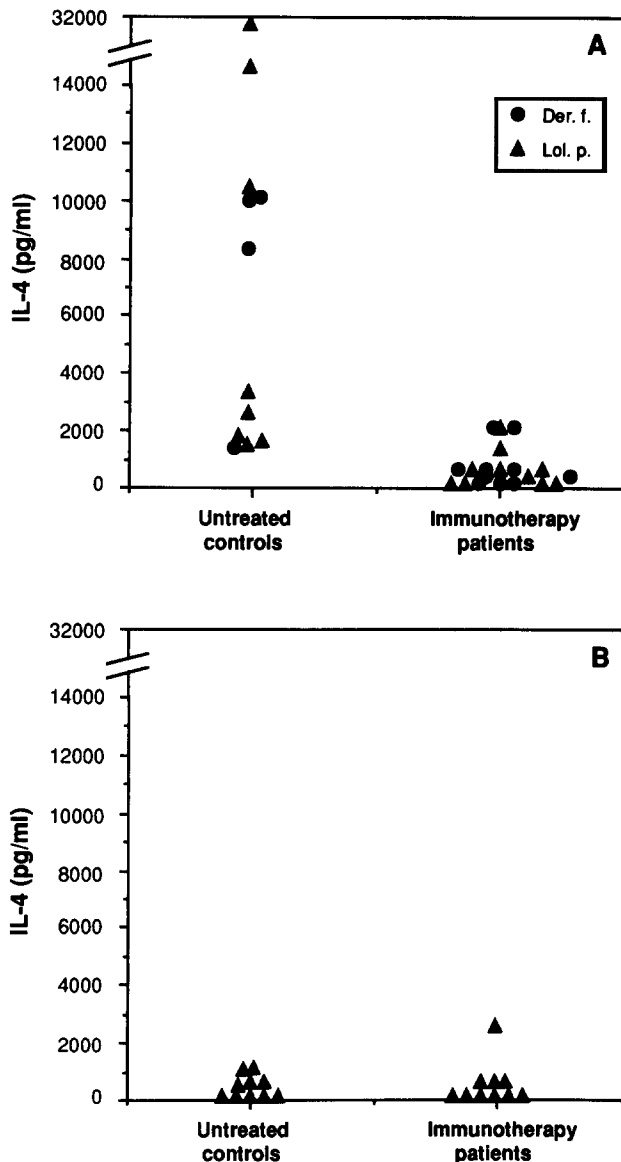 32000
A
14000
12000
10000
8000
6000
4000
2000
0
IL-4 (pg/ml)
Der. f.
Lol. p.
Untreated
controls
Immunotherapy
patients
32000
B
14000
12000
10000
8000
6000
4000
2000
0
IL-4 (pg/ml)
Untreated
controls
Immunotherapy
patients